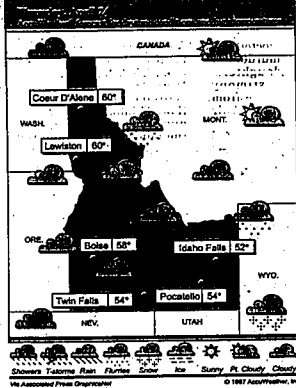 CANADA
Coeur D'Alene 60°
WASH.
MONT.
Lewiston 60°
ORE.
Boise 58°
Idaho Falls 52°
WYO.
Twin Falls 54°
Pocatello 54°
NEV.
UTAH
Showers T-storms Rain Flurries Snow Ice Sunny Pt. Cloudy Cloudy
Via Associated Press GraphicsNet
© 1997 AccuWeather, Inc.